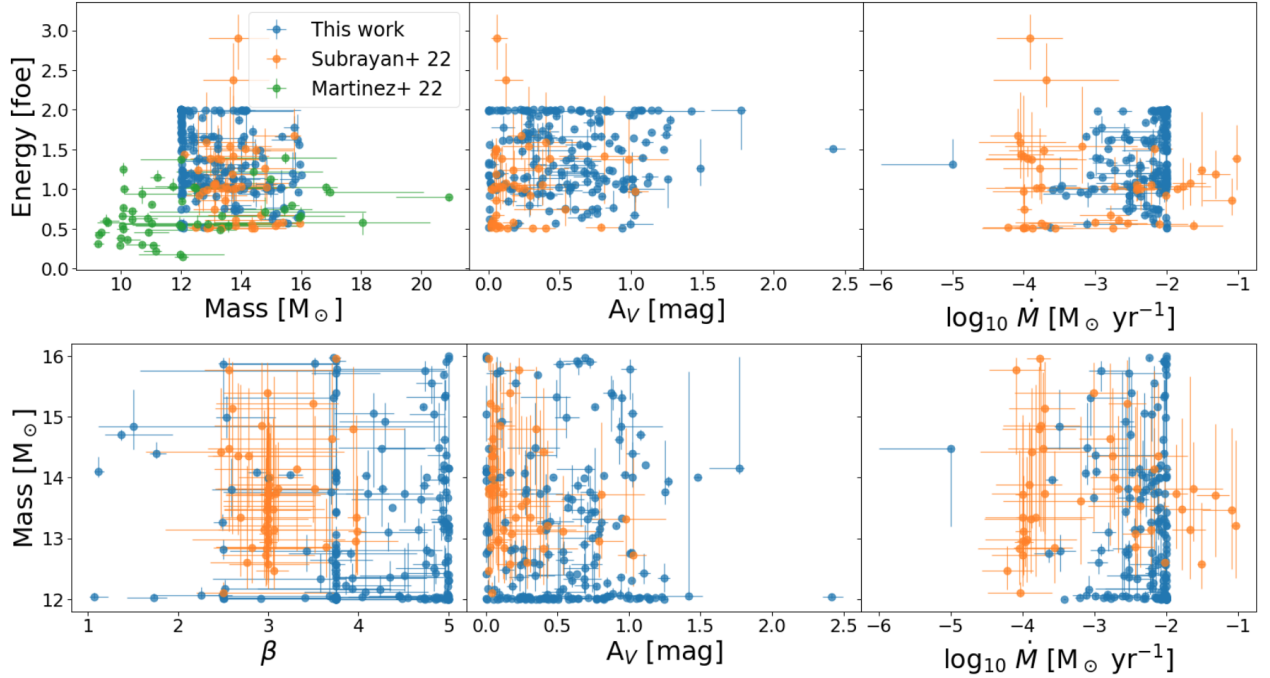 Energy [foe]
3.0
2.5
2.0
1.5
1.0
0.5
0.0
This work
Subrayan+ 22
Martinez+ 22
10 12 14 16 18 20
Mass [M⊙]
0.0 0.5 1.0 1.5 2.0 2.5
A_V [mag]
−6 −5 −4 −3 −2 −1
log₁₀ Ṁ [M⊙ yr⁻¹]
Mass [M⊙]
16
15
14
13
12
1 2 3 4 5
β
0.0 0.5 1.0 1.5 2.0 2.5
A_V [mag]
−6 −5 −4 −3 −2 −1
log₁₀ Ṁ [M⊙ yr⁻¹]